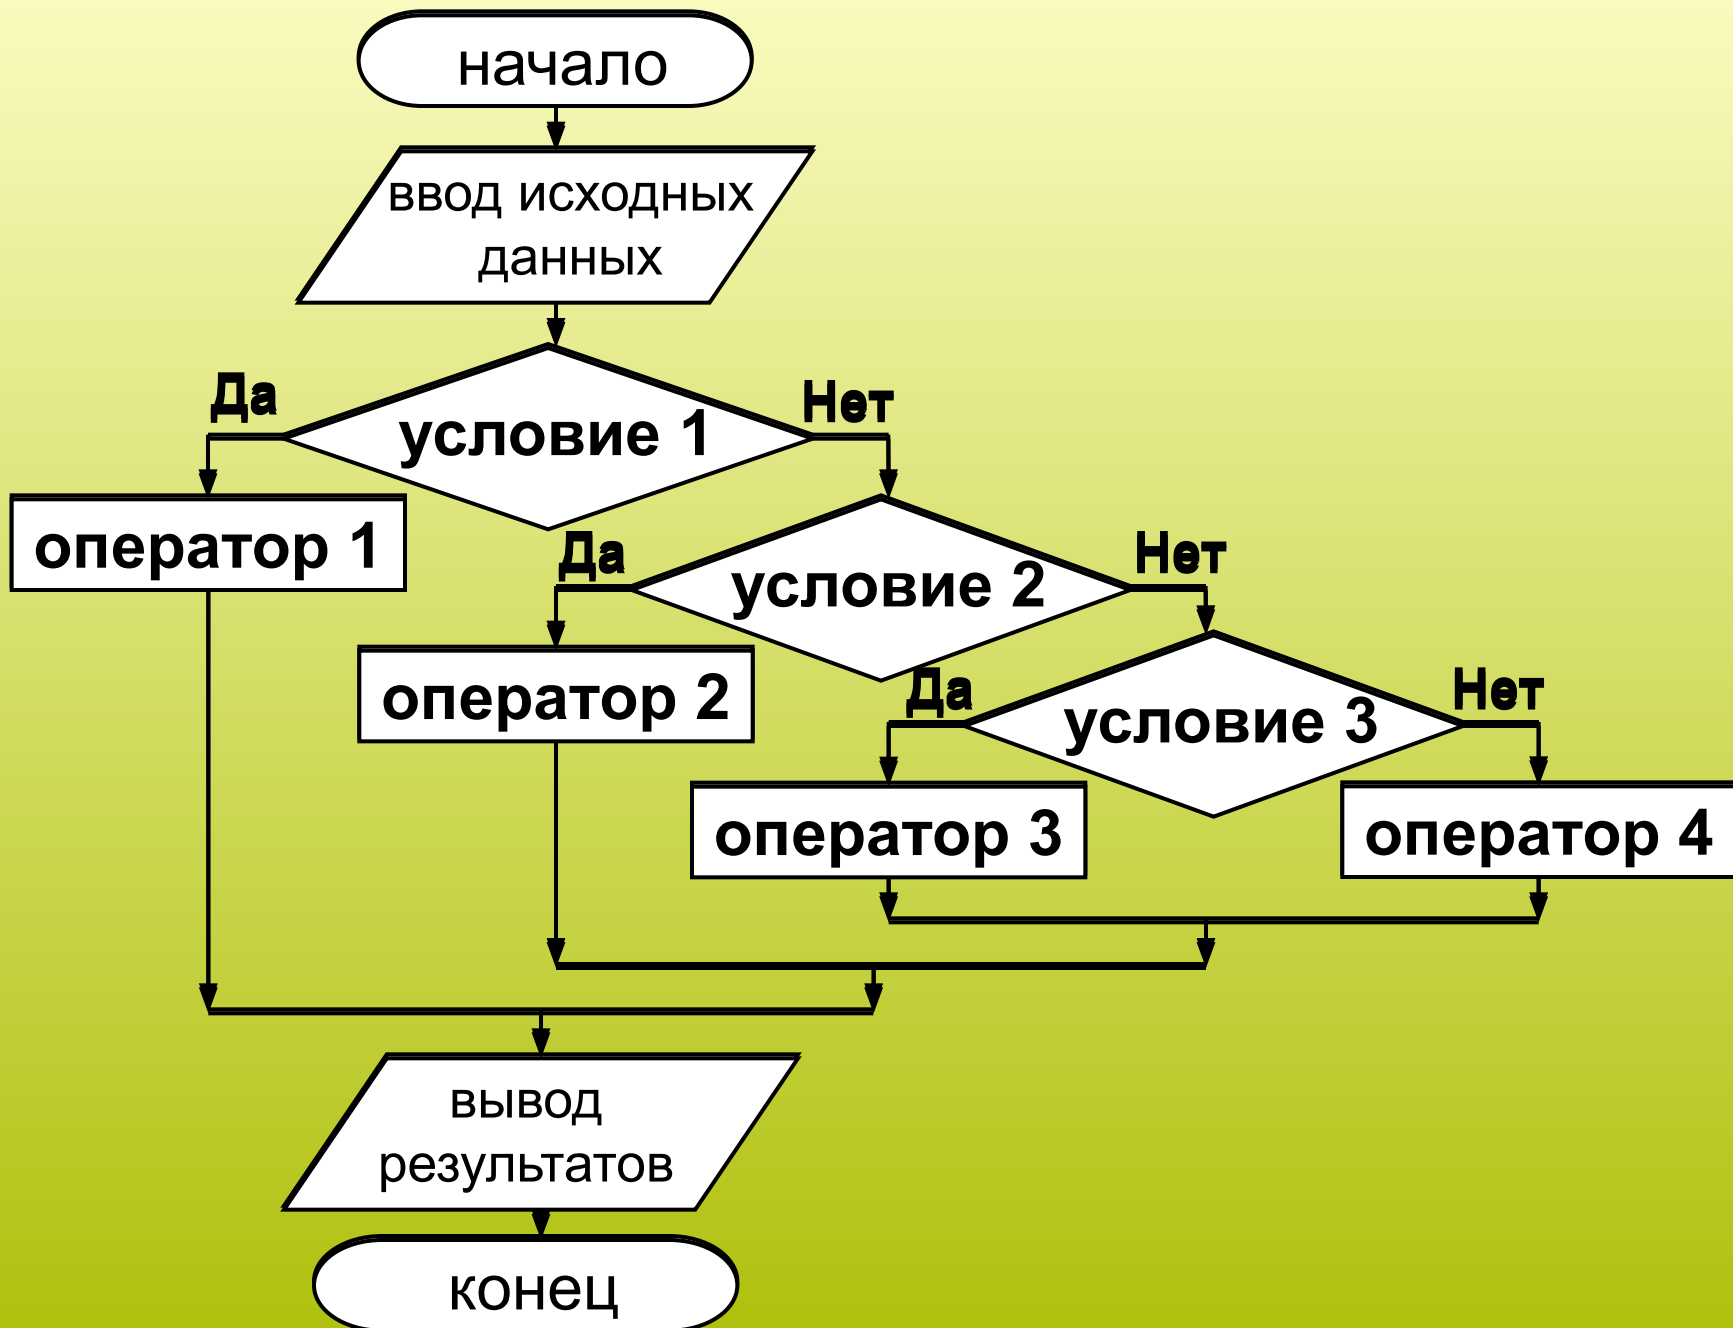 начало
ввод исходных
данных
Да
Нет
условие 1
оператор 1
Да
Нет
условие 2
оператор 2
Да
Нет
условие 3
оператор 3
оператор 4
вывод
результатов
конец